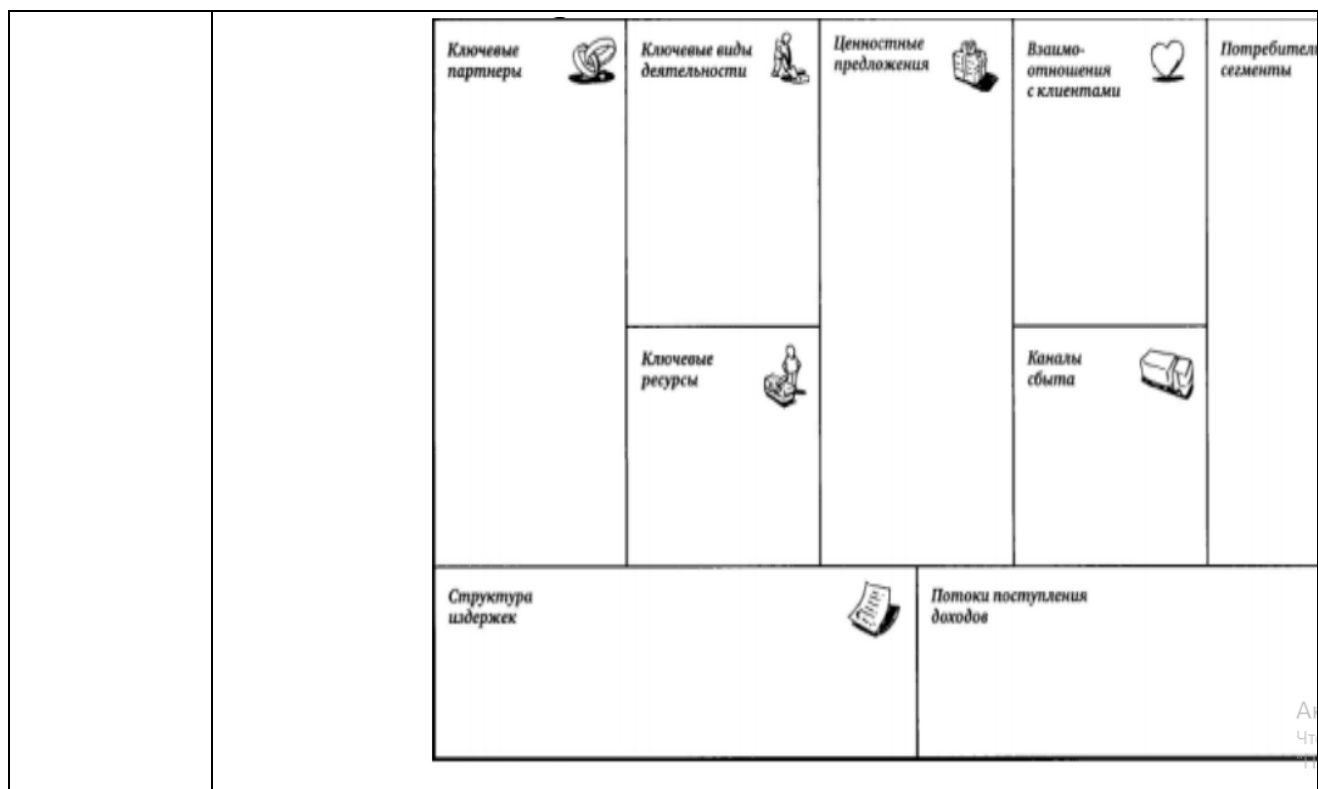 Ключевые
партнеры
Ключевые виды
деятельности
Ценностные
предложения
Взаимо-
отношения
с клиентами
Потребител
сегменты
Ключевые
ресурсы
Каналы
сбыта
Структура
издержек
Потоки поступления
доходов